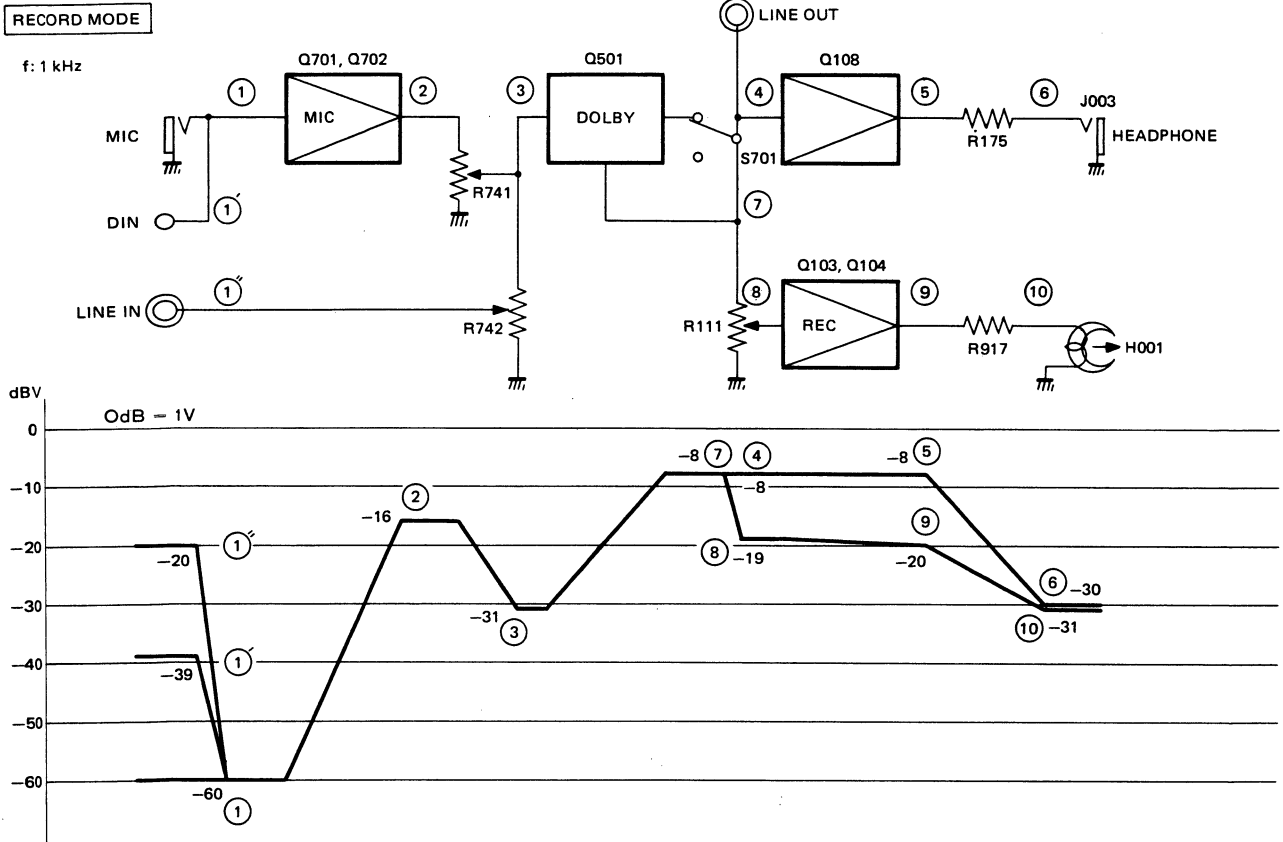 RECORD MODE
LINE OUT
f: 1 kHz
Q701, Q702
Q501
Q108
1
2
3
4
5
6
J003
MIC
MIC
DOLBY
HEADPHONE
R175
S701
R741
DIN
1′
7
Q103, Q104
1″
8
9
10
LINE IN
R742
R111
REC
R917
H001
dBV
OdB = 1V
0
−8
7
4
−8
5
−10
−8
2
−16
9
−20
−20
1″
8
−19
−20
6
−30
−30
−31
3
10
−31
1′
−40
−39
−50
−60
−60
1